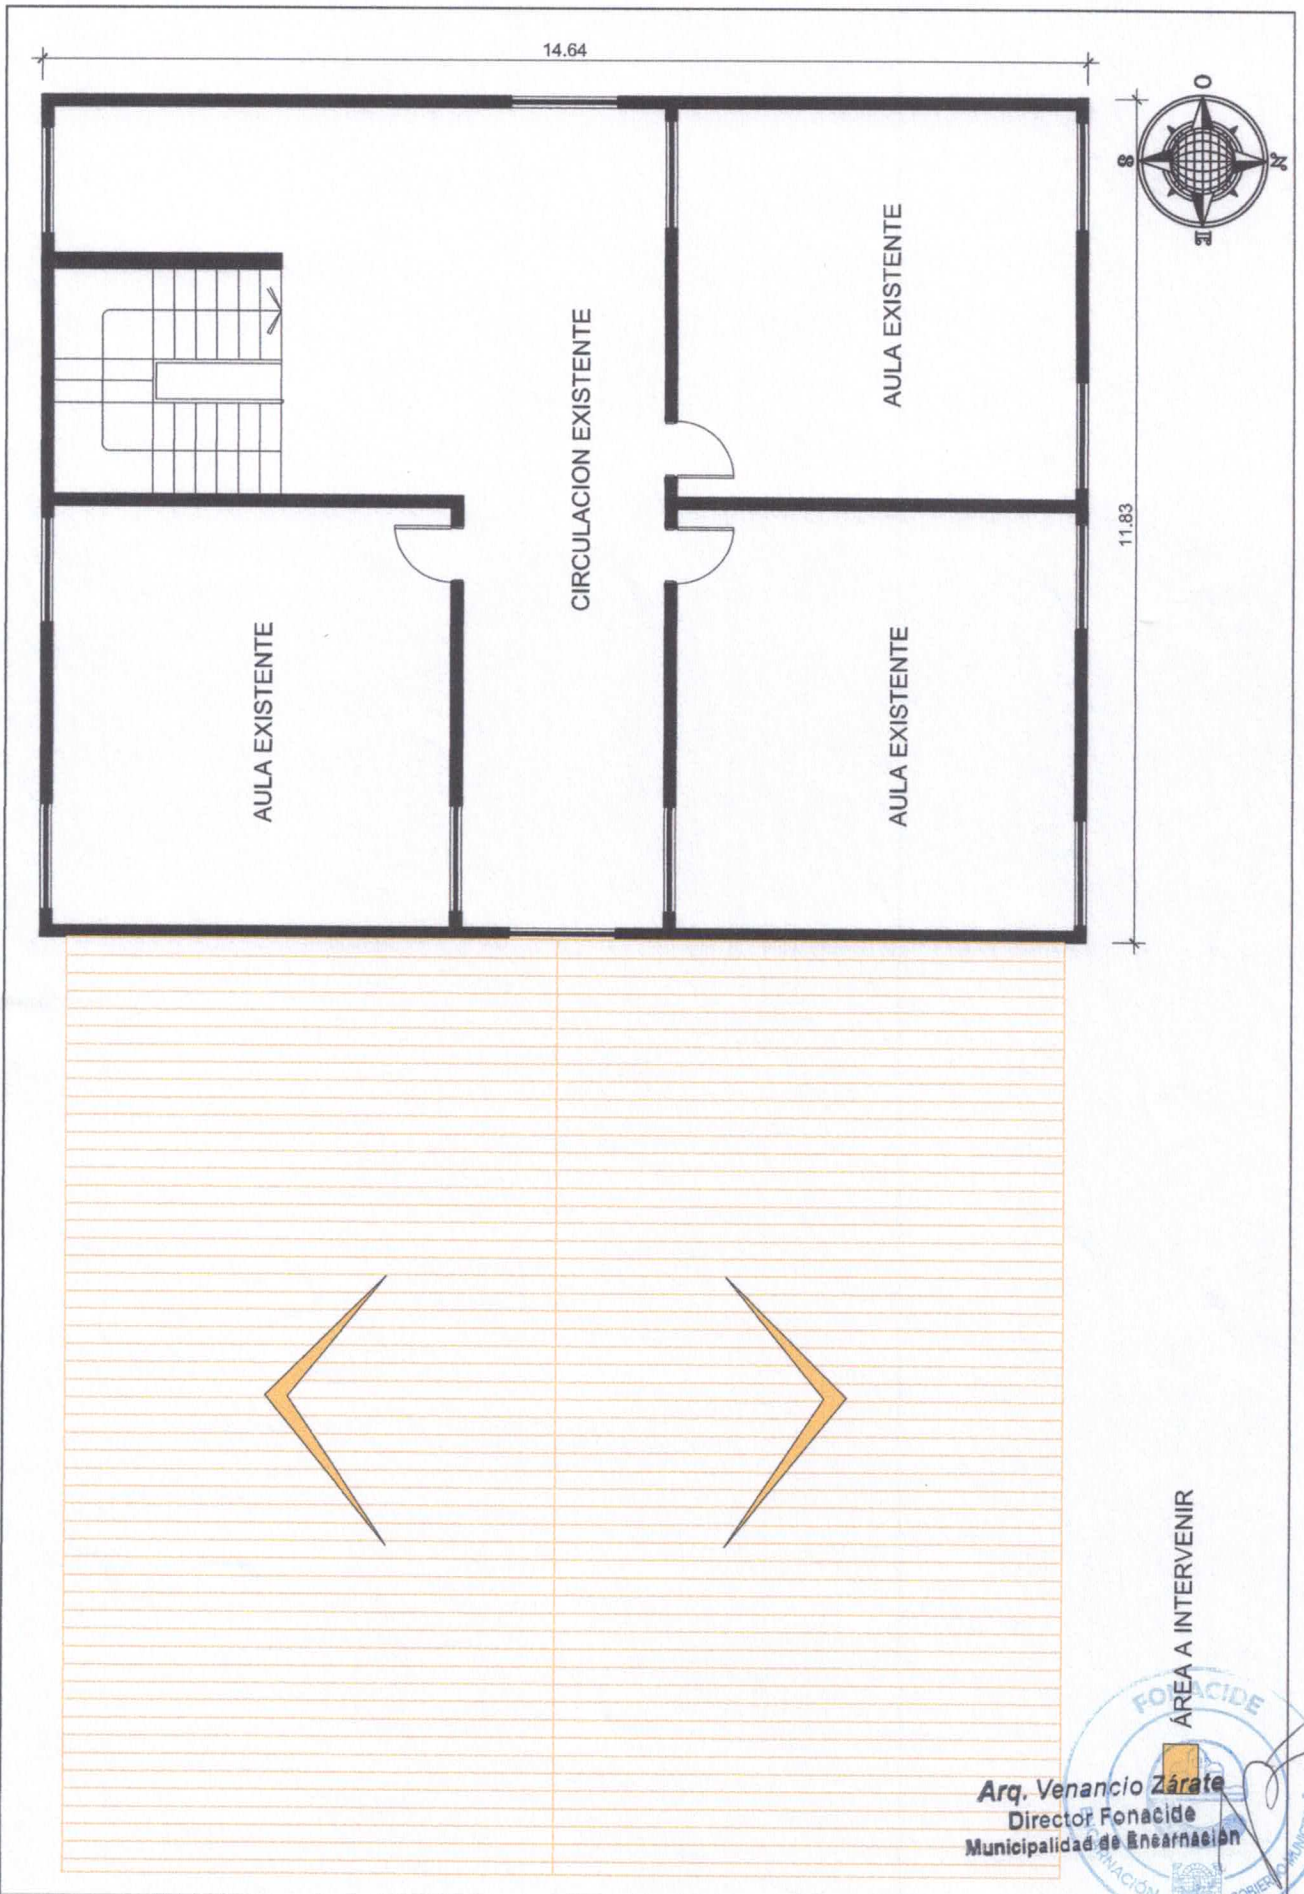 14.64
O
S
N
E
AULA EXISTENTE
CIRCULACION EXISTENTE
11.83
AULA EXISTENTE
AULA EXISTENTE
ÁREA A INTERVENIR
FONACIDE
Arq. Venancio Zárate
Director Fonacide
Municipalidad de Encarnación